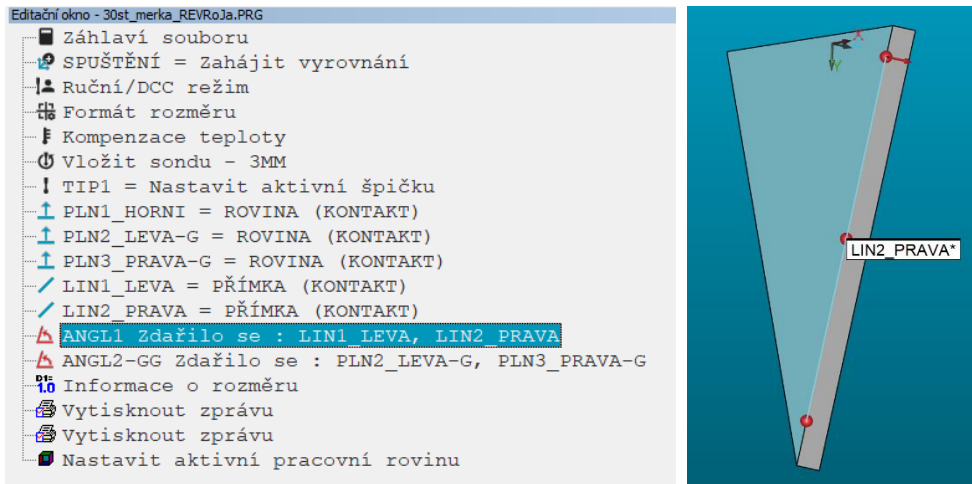 Editační okno - 30st_merka_REVRoJa.PRG
Záhlaví souboru
SPUŠTĚNÍ = Zahájit vyrovnání
Ruční/DCC režim
Formát rozměru
Kompenzace teploty
Vložit sondu - 3MM
TIP1 = Nastavit aktivní špičku
PLN1_HORNI = ROVINA (KONTAKT)
PLN2_LEVA-G = ROVINA (KONTAKT)
PLN3_PRAVA-G = ROVINA (KONTAKT)
LIN1_LEVA = PŘÍMKA (KONTAKT)
LIN2_PRAVA = PŘÍMKA (KONTAKT)
ANGL1 Zdařilo se : LIN1_LEVA, LIN2_PRAVA
ANGL2-GG Zdařilo se : PLN2_LEVA-G, PLN3_PRAVA-G
D1=
1.0 Informace o rozměru
Vytisknout zprávu
Vytisknout zprávu
Nastavit aktivní pracovní rovinu
X
Y
LIN2_PRAVA*